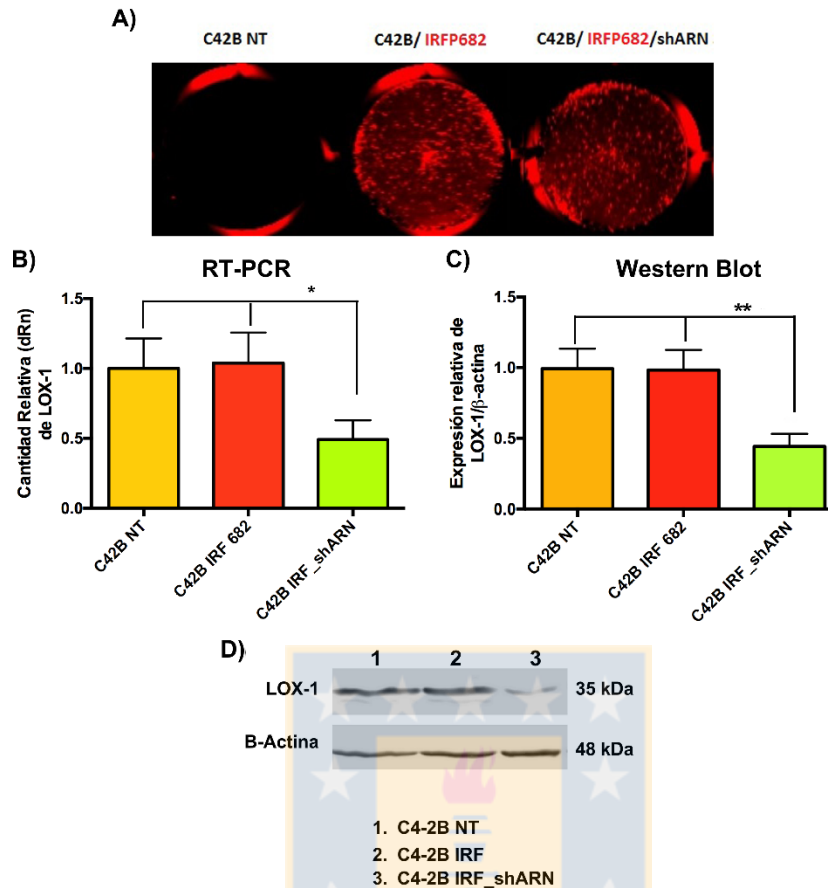 A)
C42B NT
C42B/ IRFP682
C42B/ IRFP682/shARN
B)
RT-PCR
Cantidad Relativa (dRn)
de LOX-1
1.5
1.0
0.5
0.0
*
C42B NT
C42B IRF 682
C42B IRF_shARN
C)
Western Blot
Expresión relativa de
LOX-1/β-actina
1.5
1.0
0.5
0.0
**
C42B NT
C42B IRF 682
C42B IRF_shARN
D)
1 2 3
LOX-1 35 kDa
B-Actina 48 kDa
1. C4-2B NT
2. C4-2B IRF
3. C4-2B IRF_shARN